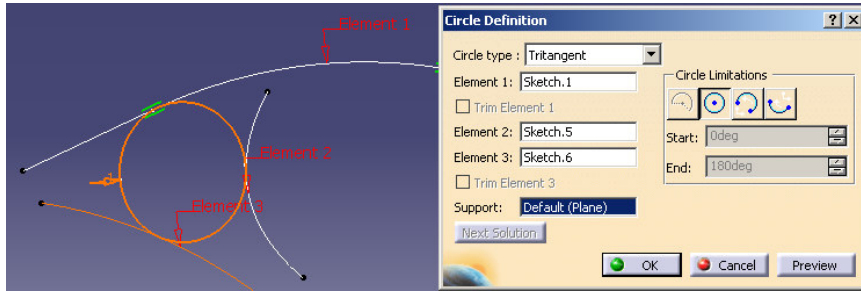 Element 1
Element 2
Element 3
Circle Definition
Circle type : Tritangent
Element 1: Sketch.1
Trim Element 1
Element 2: Sketch.5
Element 3: Sketch.6
Trim Element 3
Support: Default (Plane)
Next Solution
Circle Limitations
Start: 0deg
End: 180deg
OK Cancel Preview